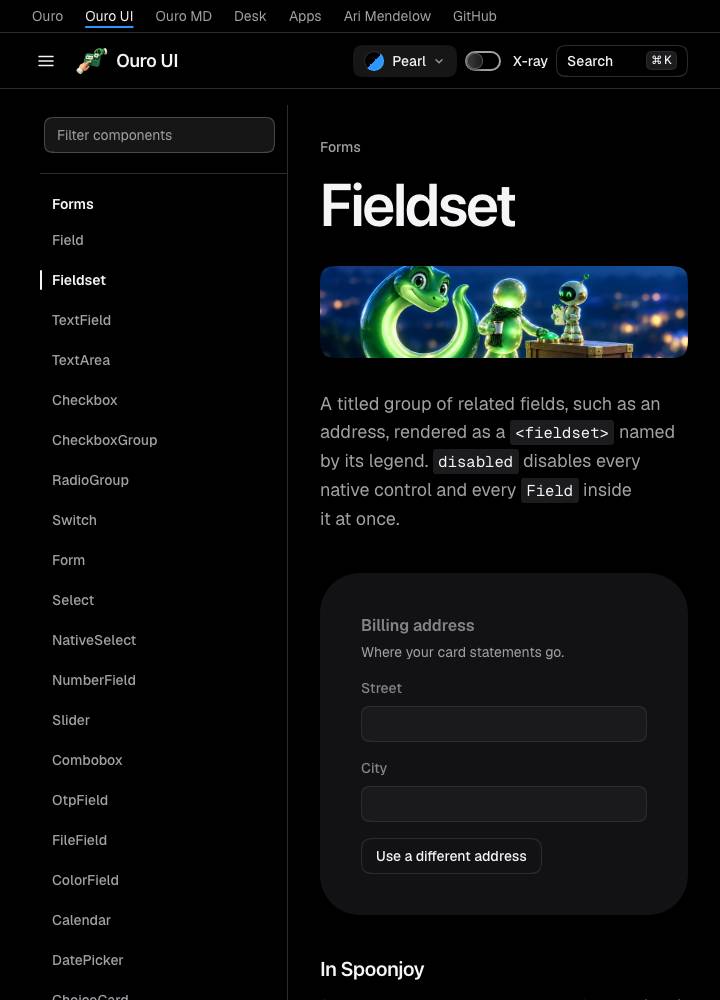 Ouro Ouro UI Ouro MD Desk Apps Ari Mendelow GitHub
Ouro UI Pearl X-ray Search ⌘ K
Filter components
Forms
Field
Fieldset
TextField
TextArea
Checkbox
CheckboxGroup
RadioGroup
Switch
Form
Select
NativeSelect
NumberField
Slider
Combobox
OtpField
FileField
ColorField
Calendar
DatePicker
ChoiceCard
Forms
Fieldset
A titled group of related fields, such as an
address, rendered as a <fieldset> named
by its legend. disabled disables every
native control and every Field inside
it at once.
Billing address
Where your card statements go.
Street
City
Use a different address
In Spoonjoy